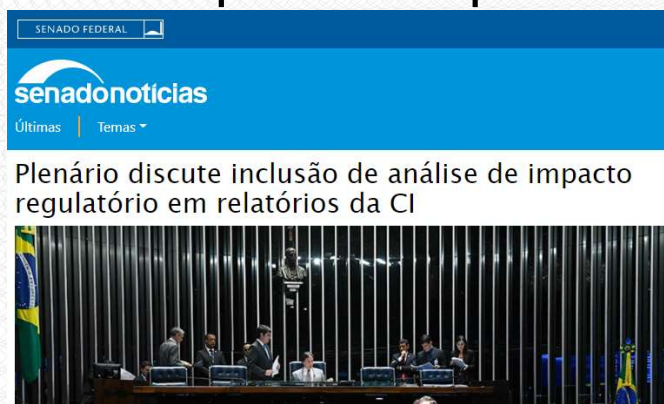 SENADO FEDERAL
senadonotícias
Últimas Temas
Plenário discute inclusão de análise de impacto
regulatório em relatórios da CI